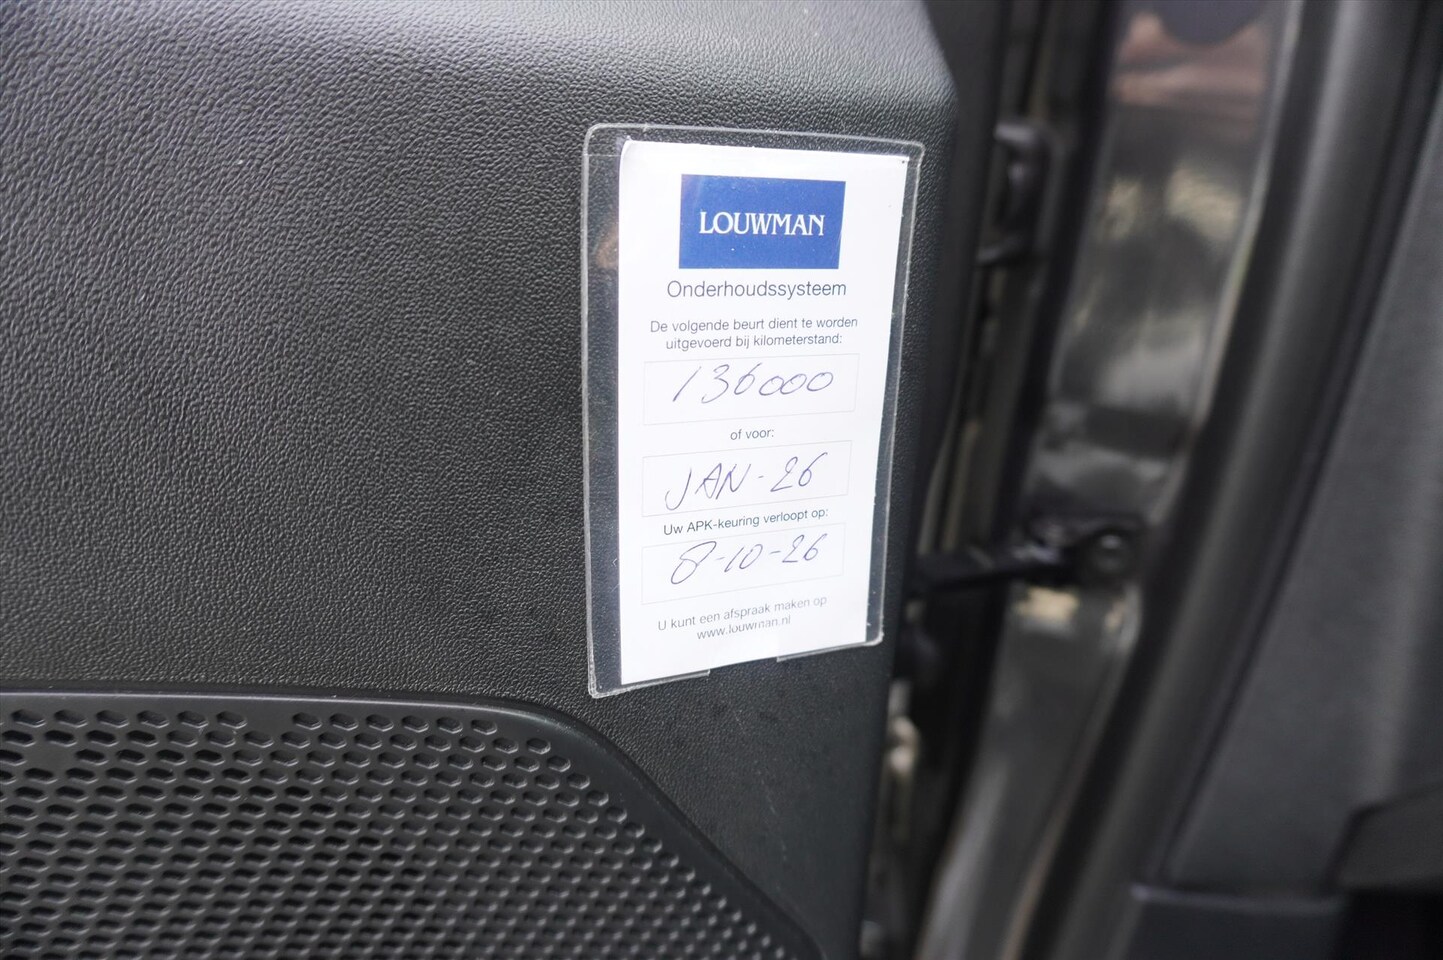 LOUWMAN
Onderhoudssysteem
De volgende beurt dient te worden
uitgevoerd bij kilometerstand:
136000
of voor:
JAN-26
Uw APK-keuring verloopt op:
8-10-26
U kunt een afspraak maken op
www.louwman.nl